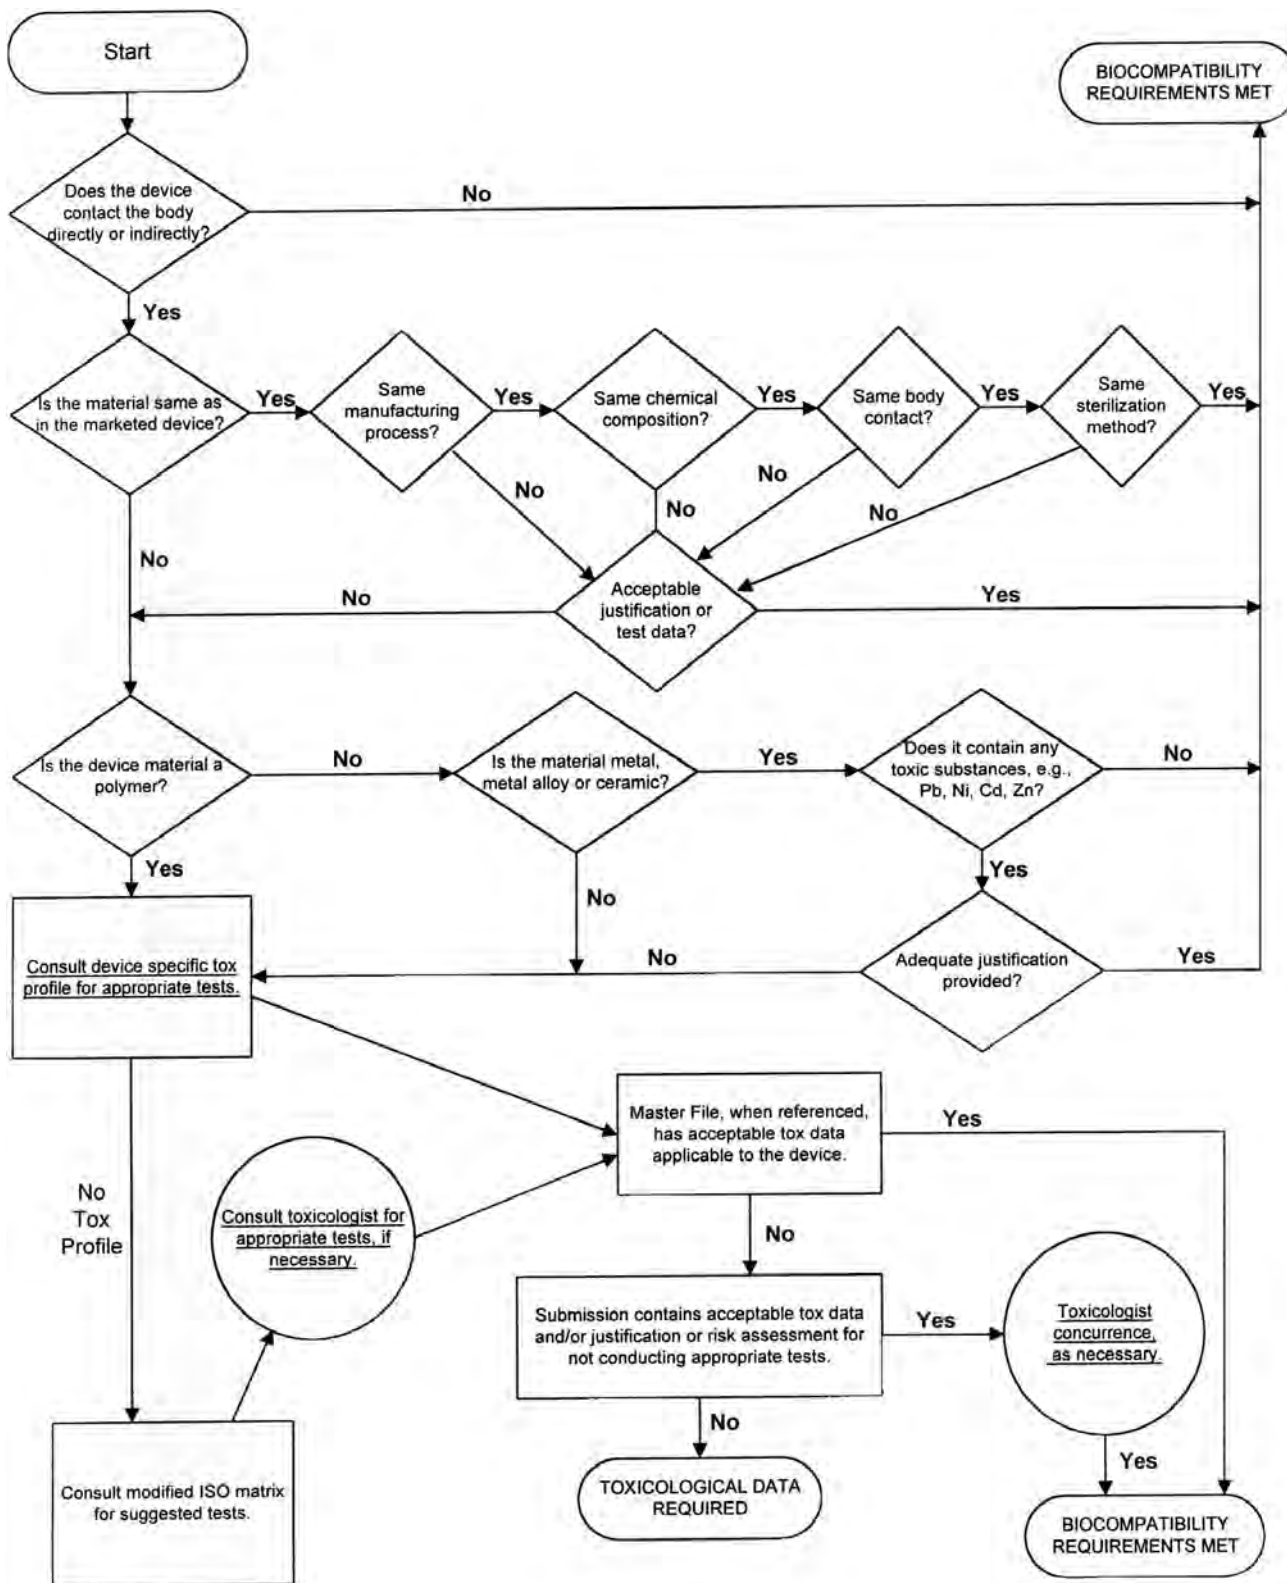 Start
BIOCOMPATIBILITY
REQUIREMENTS MET
Does the device
contact the body
directly or indirectly?
No
Yes
Is the material same as
in the marketed device?
Yes
Same
manufacturing
process?
Yes
Same chemical
composition?
Yes
Same body
contact?
Yes
Same
sterilization
method?
Yes
No
No
No
No
No
No
Acceptable
justification or
test data?
Yes
Is the device material a
polymer?
No
Is the material metal,
metal alloy or ceramic?
Yes
Does it contain any
toxic substances, e.g.,
Pb, Ni, Cd, Zn?
No
Yes
No
Yes
Consult device specific tox
profile for appropriate tests.
No
Adequate justification
provided?
Yes
Master File, when referenced,
has acceptable tox data
applicable to the device.
Yes
No
Tox
Profile
Consult toxicologist for
appropriate tests, if
necessary.
No
Submission contains acceptable tox data
and/or justification or risk assessment for
not conducting appropriate tests.
Yes
Toxicologist
concurrence,
as necessary.
No
Yes
Consult modified ISO matrix
for suggested tests.
TOXICOLOGICAL DATA
REQUIRED
BIOCOMPATIBILITY
REQUIREMENTS MET